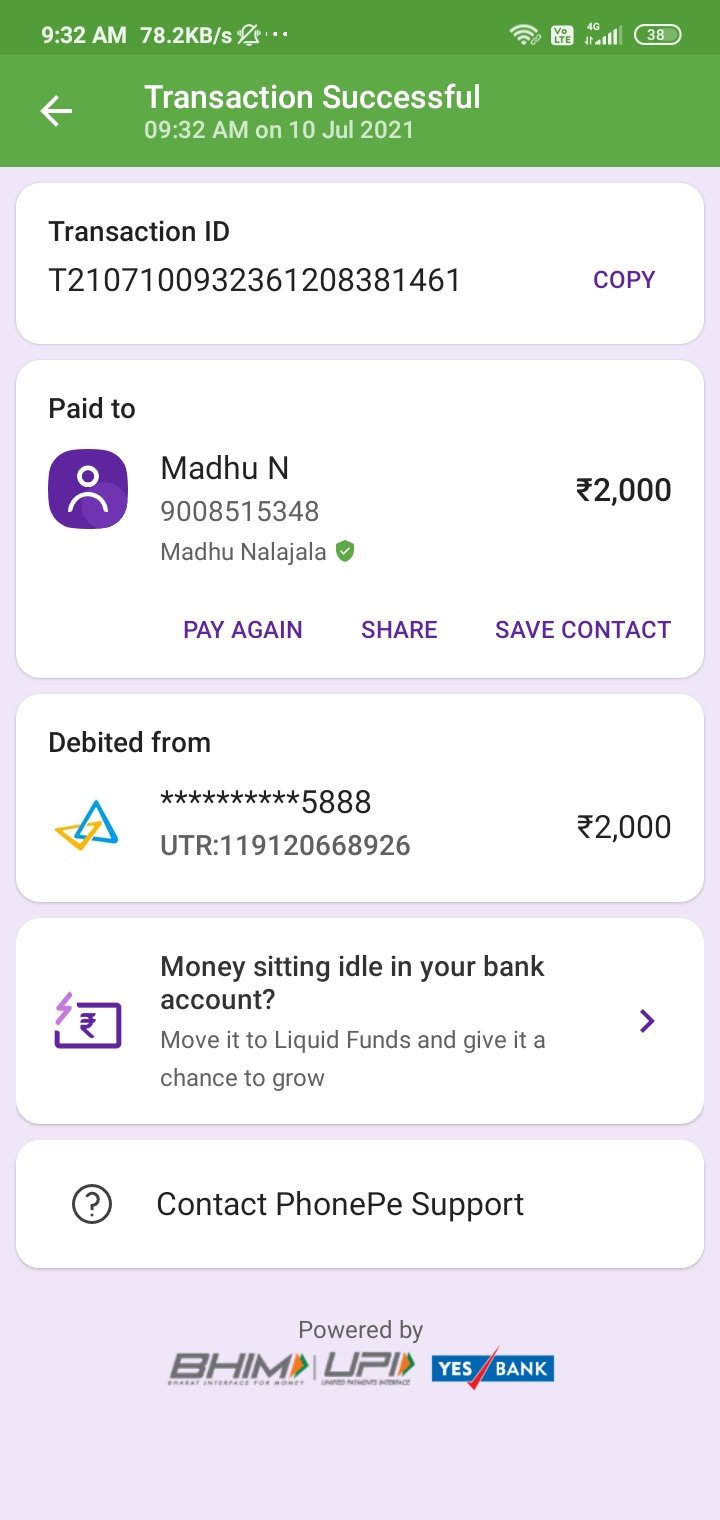 9:32 AM 78.2KB/s
Vo LTE 4G 38
Transaction Successful
09:32 AM on 10 Jul 2021
Transaction ID
T2107100932361208381461 COPY
Paid to
Madhu N
₹2,000
9008515348
Madhu Nalajala
PAY AGAIN SHARE SAVE CONTACT
Debited from
**********5888
₹2,000
UTR:119120668926
Money sitting idle in your bank
account?
Move it to Liquid Funds and give it a
chance to grow
₹
Contact PhonePe Support
Powered by
BHIM | UPI YES BANK
BHARAT INTERFACE FOR MONEY UNIFIED PAYMENTS INTERFACE